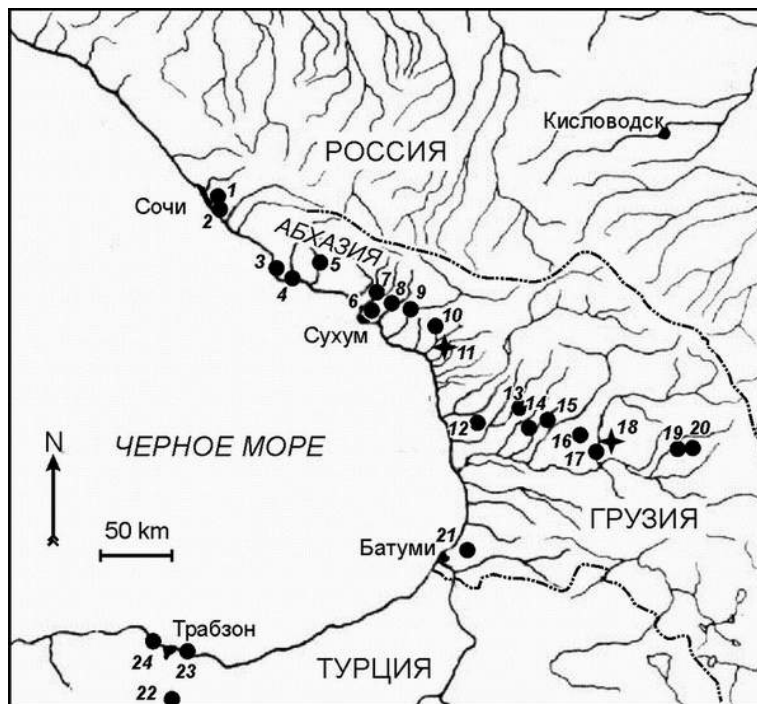 Кисловодск
РОССИЯ
1
Сочи
2
АБХАЗИЯ
3
4
5
6
7
8
9
10
Сухум
11
12
13
14
15
16
17
18
19
20
N
ЧЕРНОЕ МОРЕ
50 km
ГРУЗИЯ
21
Батуми
Трабзон
24
23
ТУРЦИЯ
22